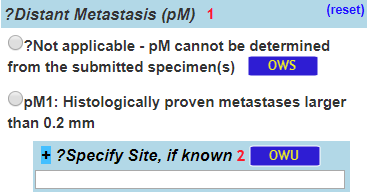 ?Distant Metastasis (pM) 1 (reset)
?Not applicable - pM cannot be determined
from the submitted specimen(s) OWS
pM1: Histologically proven metastases larger
than 0.2 mm
+ ?Specify Site, if known 2 OWU